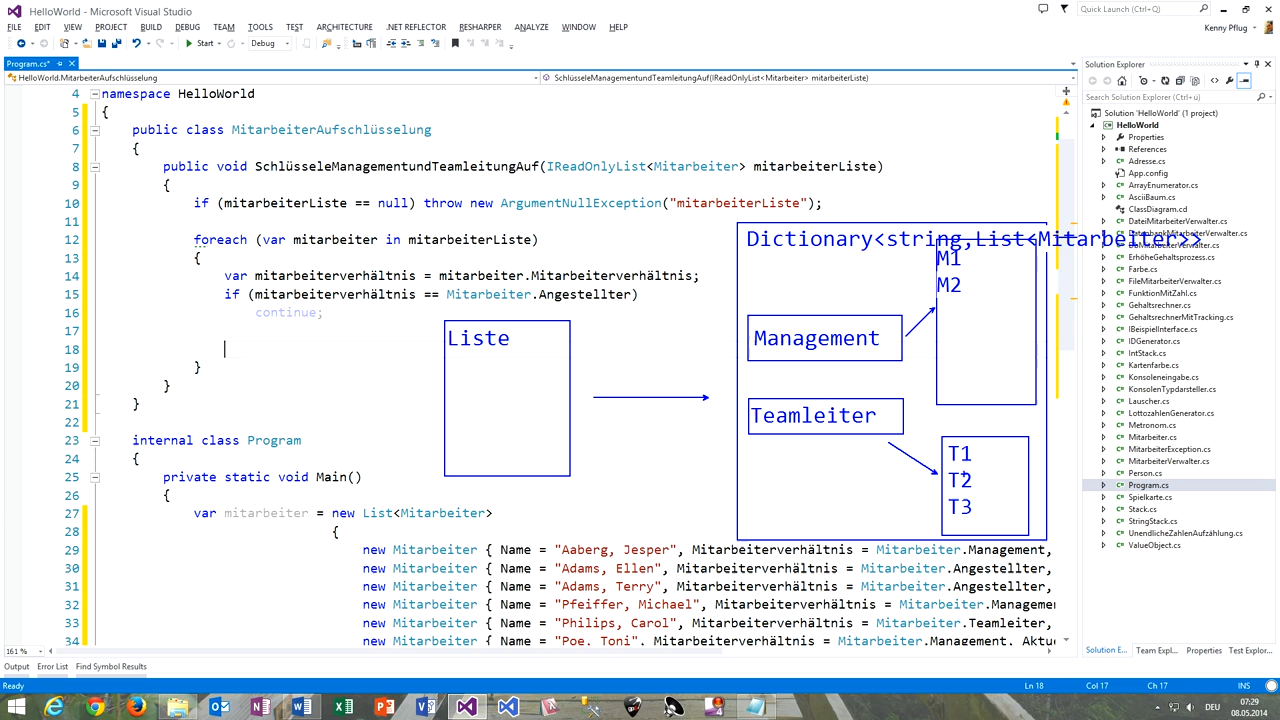 HelloWorld - Microsoft Visual Studio
Quick Launch (Ctrl+Ü)
FILE EDIT VIEW PROJECT BUILD DEBUG TEAM TOOLS TEST ARCHITECTURE .NET REFLECTOR RESHARPER ANALYZE WINDOW HELP
Kenny Pflug
Start Debug
Program.cs*
HelloWorld.MitarbeiterAufschlüsselung
SchlüsseleManagementundTeamleitungAuf(IReadOnlyList<Mitarbeiter> mitarbeiterListe)
4 namespace HelloWorld
5 {
6 public class MitarbeiterAufschlüsselung
7 {
8 public void SchlüsseleManagementundTeamleitungAuf(IReadOnlyList<Mitarbeiter> mitarbeiterListe)
9 {
10 if (mitarbeiterListe == null) throw new ArgumentNullException("mitarbeiterListe");
11
12 foreach (var mitarbeiter in mitarbeiterListe)
13 {
14 var mitarbeiterverhältnis = mitarbeiter.Mitarbeiterverhältnis;
15 if (mitarbeiterverhältnis == Mitarbeiter.Angestellter)
16 continue;
17
18
19 }
20 }
21 }
22
23 internal class Program
24 {
25 private static void Main()
26 {
27 var mitarbeiter = new List<Mitarbeiter>
28 {
29 new Mitarbeiter { Name = "Aaberg, Jesper", Mitarbeiterverhältnis = Mitarbeiter.Management,
30 new Mitarbeiter { Name = "Adams, Ellen", Mitarbeiterverhältnis = Mitarbeiter.Angestellter,
31 new Mitarbeiter { Name = "Adams, Terry", Mitarbeiterverhältnis = Mitarbeiter.Angestellter,
32 new Mitarbeiter { Name = "Pfeiffer, Michael", Mitarbeiterverhältnis = Mitarbeiter.Manageme
33 new Mitarbeiter { Name = "Philips, Carol", Mitarbeiterverhältnis = Mitarbeiter.Teamleiter,
34 new Mitarbeiter { Name = "Poe, Toni", Mitarbeiterverhältnis = Mitarbeiter.Management, Aktu
Dictionary<string,List<Mitarbeiter>>
M1
M2
Liste
Management
Teamleiter
T1
T2
T3
Solution Explorer
Search Solution Explorer (Ctrl+ü)
Solution 'HelloWorld' (1 project)
HelloWorld
Properties
References
Adresse.cs
App.config
ArrayEnumerator.cs
AsciiBaum.cs
ClassDiagram.cd
DateiMitarbeiterVerwalter.cs
DatenbankMitarbeiterVerwalter.cs
ErhöheGehaltsprozess.cs
Farbe.cs
FileMitarbeiterVerwalter.cs
FunktionMitZahl.cs
Gehaltsrechner.cs
GehaltsrechnerMitTracking.cs
IBeispielInterface.cs
IDGenerator.cs
IntStack.cs
Kartenfarbe.cs
Konsoleneingabe.cs
KonsolenTypdarsteller.cs
Lauscher.cs
LottozahlenGenerator.cs
Metronom.cs
Mitarbeiter.cs
MitarbeiterException.cs
MitarbeiterVerwalter.cs
Person.cs
Program.cs
Spielkarte.cs
Stack.cs
StringStack.cs
UnendlicheZahlenAufzählung.cs
ValueObject.cs
161 %
Solution E... Team Expl... Properties Test Explor...
Output Error List Find Symbol Results
Ready Ln 18 Col 17 Ch 17 INS
DEU
07:29
08.05.2014